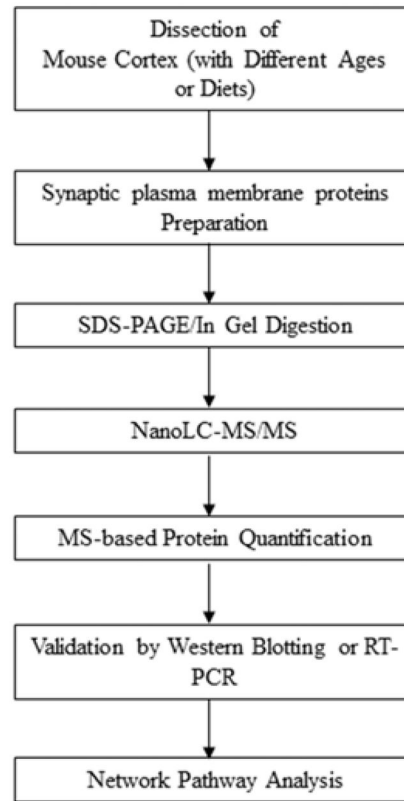 Dissection of
Mouse Cortex (with Different Ages
or Diets)
Synaptic plasma membrane proteins
Preparation
SDS-PAGE/In Gel Digestion
NanoLC-MS/MS
MS-based Protein Quantification
Validation by Western Blotting or RT-
PCR
Network Pathway Analysis